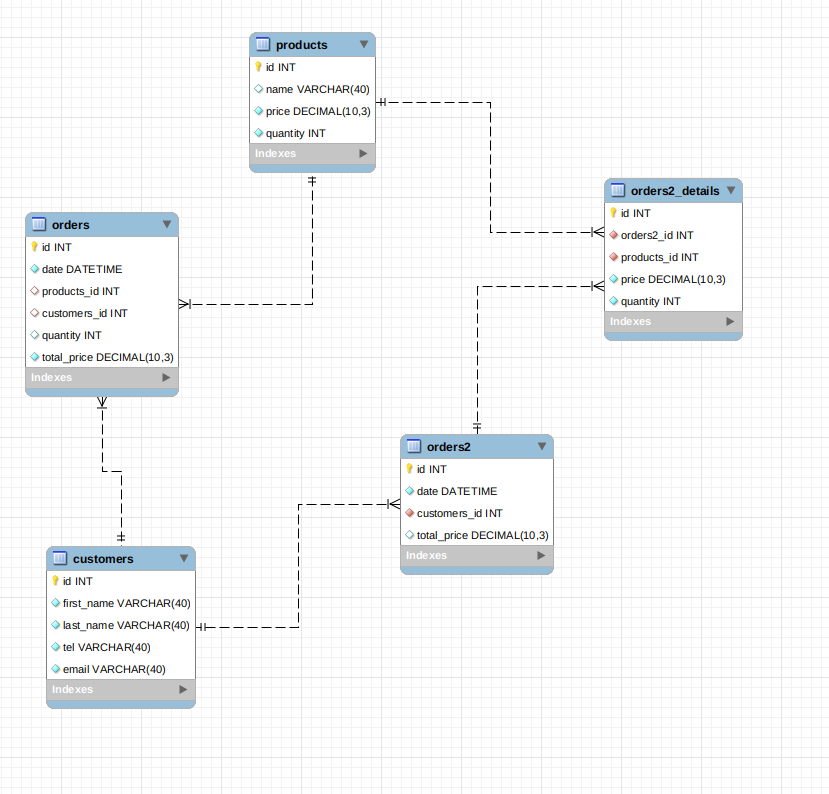 products
id INT
name VARCHAR(40)
price DECIMAL(10,3)
quantity INT
Indexes
orders2_details
id INT
orders2_id INT
products_id INT
price DECIMAL(10,3)
quantity INT
Indexes
orders
id INT
date DATETIME
products_id INT
customers_id INT
quantity INT
total_price DECIMAL(10,3)
Indexes
orders2
id INT
date DATETIME
customers_id INT
total_price DECIMAL(10,3)
Indexes
customers
id INT
first_name VARCHAR(40)
last_name VARCHAR(40)
tel VARCHAR(40)
email VARCHAR(40)
Indexes